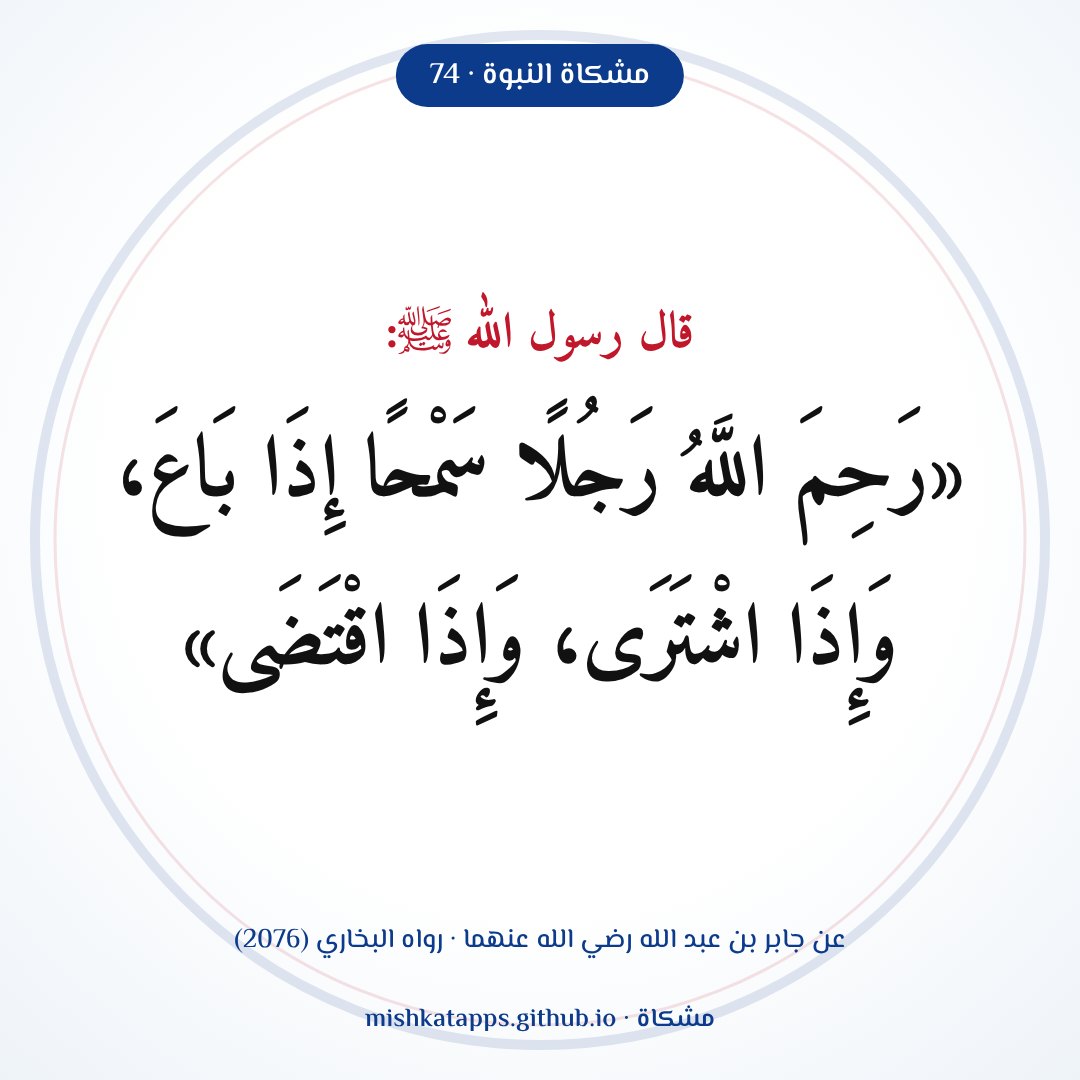 مشكاة النبوة · 74
قال رسول الله ﷺ:
«رَحِمَ اللَّهُ رَجُلًا سَمْحًا إِذَا بَاعَ،
وَإِذَا اشْتَرَى، وَإِذَا اقْتَضَى»
عن جابر بن عبد الله رضي الله عنهما · رواه البخاري (2076)
مشكاة · mishkatapps.github.io